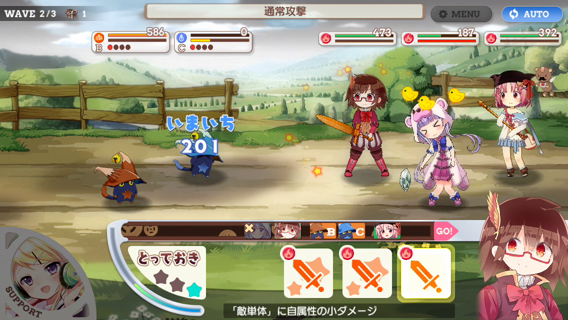 WAVE 2/3 1
通常攻撃
MENU
AUTO
586
B
0
C
473
187
392
いまいち
201
B C GO!
とっておき
SUPPORT
「敵単体」に自属性の小ダメージ